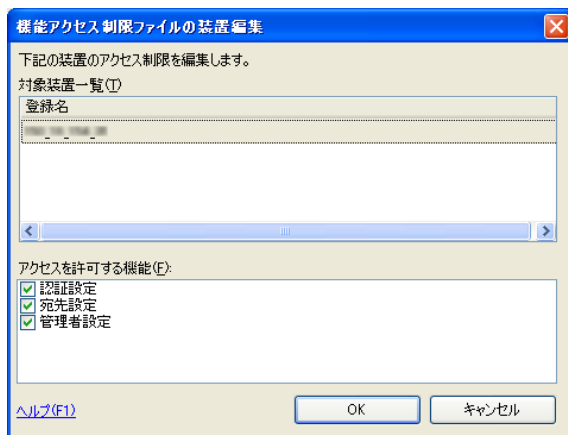 機能アクセス制限ファイルの装置編集
下記の装置のアクセス制限を編集します。
対象装置一覧(T)
登録名
アクセスを許可する機能(F):
認証設定
宛先設定
管理者設定
ヘルプ(F1)
OK
キャンセル